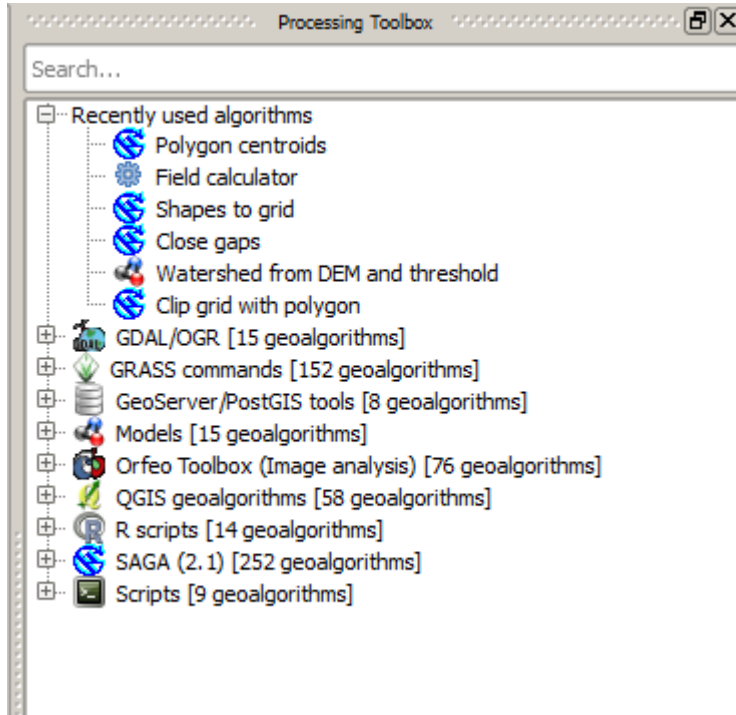 Processing Toolbox
Search...
Recently used algorithms
Polygon centroids
Field calculator
Shapes to grid
Close gaps
Watershed from DEM and threshold
Clip grid with polygon
GDAL/OGR [15 geoalgorithms]
GRASS commands [152 geoalgorithms]
GeoServer/PostGIS tools [8 geoalgorithms]
Models [15 geoalgorithms]
Orfeo Toolbox (Image analysis) [76 geoalgorithms]
QGIS geoalgorithms [58 geoalgorithms]
R scripts [14 geoalgorithms]
SAGA (2.1) [252 geoalgorithms]
Scripts [9 geoalgorithms]